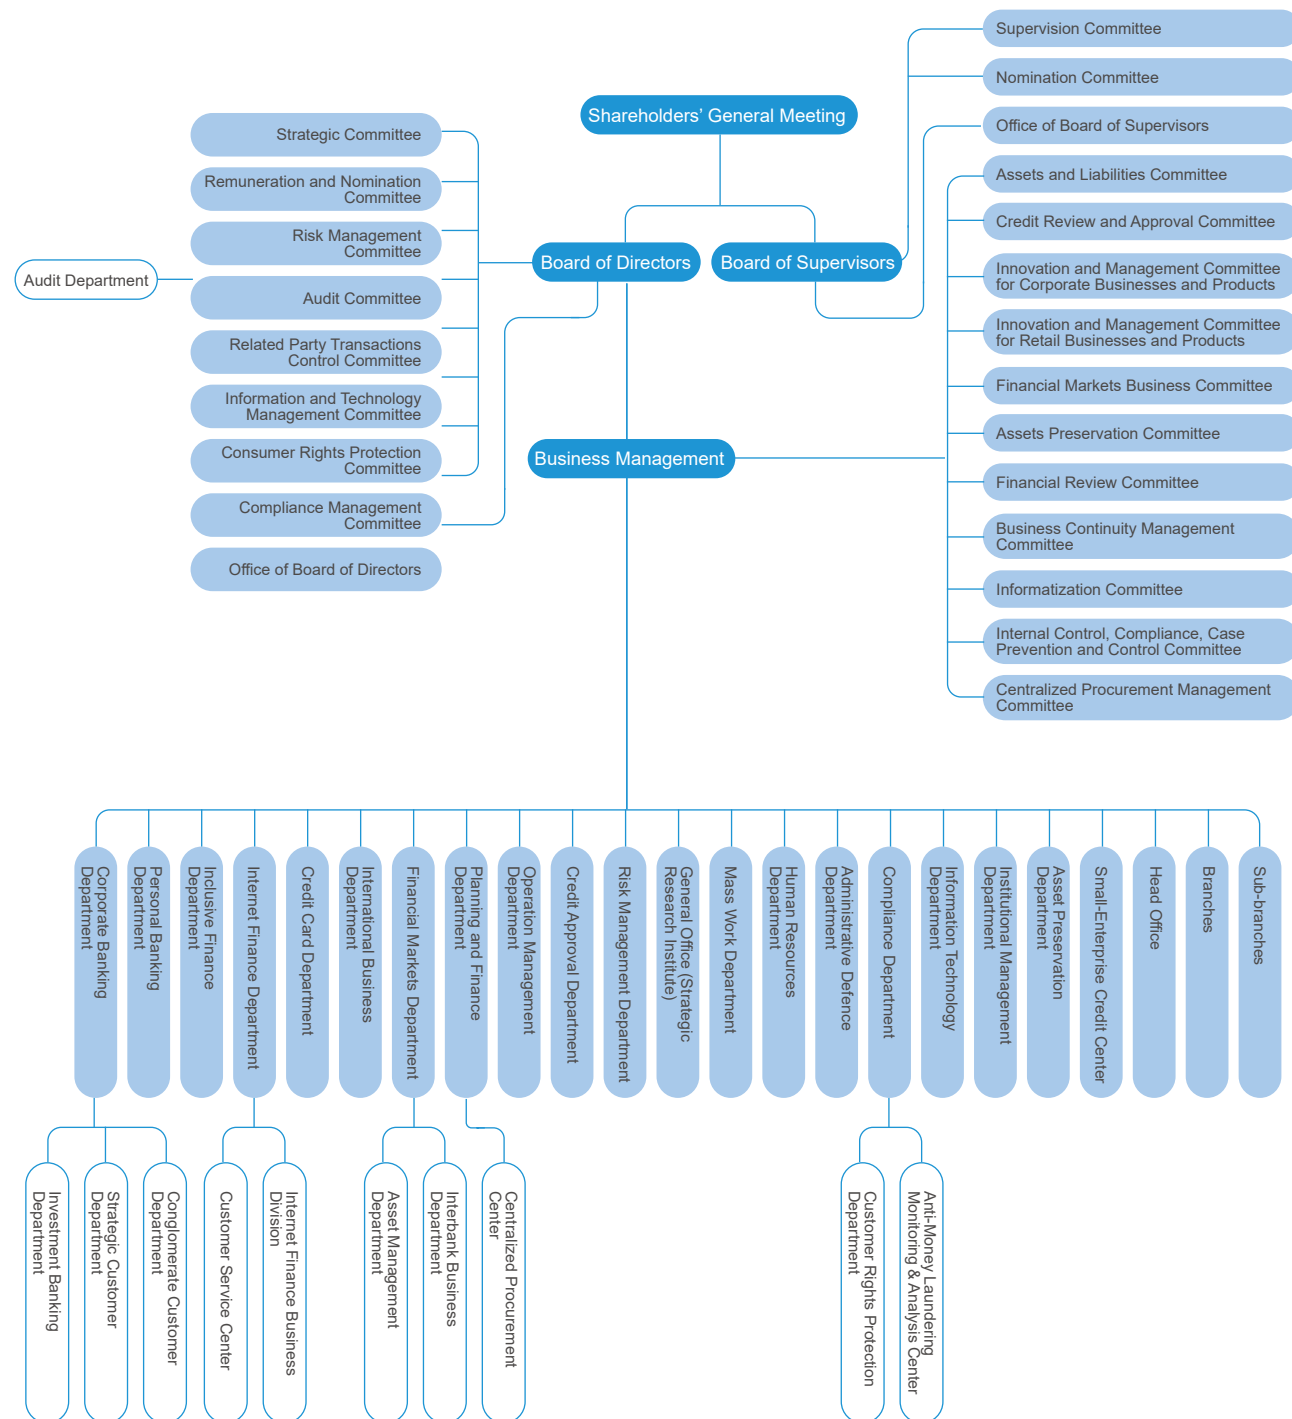 Supervision Committee
Nomination Committee
Shareholders' General Meeting
Office of Board of Supervisors
Strategic Committee
Assets and Liabilities Committee
Remuneration and Nomination
Committee
Credit Review and Approval Committee
Risk Management
Committee
Board of Directors
Board of Supervisors
Innovation and Management Committee
for Corporate Businesses and Products
Audit Department
Audit Committee
Innovation and Management Committee
for Retail Businesses and Products
Related Party Transactions
Control Committee
Financial Markets Business Committee
Information and Technology
Management Committee
Assets Preservation Committee
Consumer Rights Protection
Committee
Business Management
Financial Review Committee
Compliance Management
Committee
Business Continuity Management
Committee
Office of Board of Directors
Informatization Committee
Internal Control, Compliance, Case
Prevention and Control Committee
Centralized Procurement Management
Committee
Corporate Banking
Department
Personal Banking
Department
Inclusive Finance
Department
Internet Finance Department
Credit Card Department
International Business
Department
Financial Markets Department
Planning and Finance
Department
Operation Management
Department
Credit Approval Department
Risk Management Department
General Office (Strategic
Research Institute)
Mass Work Department
Human Resources
Department
Administrative Defence
Department
Compliance Department
Information Technology
Department
Institutional Management
Department
Asset Preservation
Department
Small-Enterprise Credit Center
Head Office
Branches
Sub-branches
Investment Banking
Department
Strategic Customer
Department
Conglomerate Customer
Department
Customer Service Center
Internet Finance Business
Division
Asset Management
Department
Interbank Business
Department
Centralized Procurement
Center
Customer Rights Protection
Department
Anti-Money Laundering
Monitoring & Analysis Center